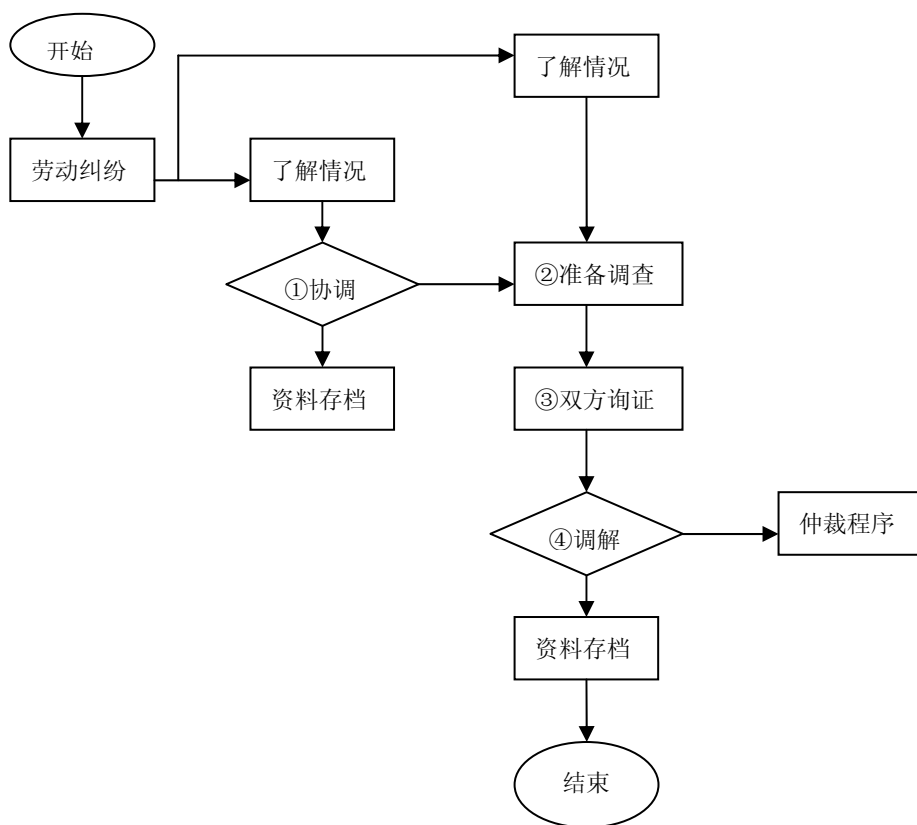 开始
了解情况
劳动纠纷
了解情况
①协调
②准备调查
资料存档
③双方询证
④调解
仲裁程序
资料存档
结束